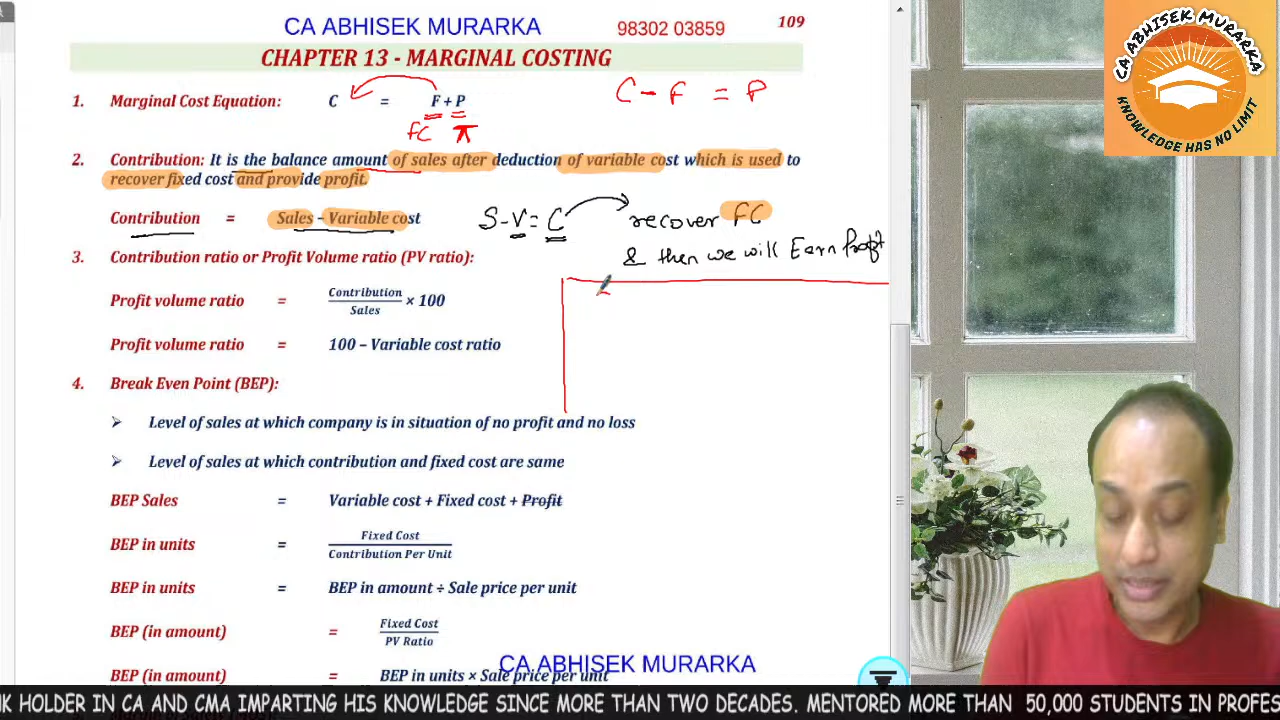 CA ABHISEK MURARKA 98302 03859 109
CHAPTER 13 - MARGINAL COSTING
1. Marginal Cost Equation: C = F + P
C - F = P
FC π
2. Contribution: It is the balance amount of sales after deduction of variable cost which is used to
recover fixed cost and provide profit.
Contribution = Sales - Variable cost
S-V=C recover FC
& then we will Earn Profit
3. Contribution ratio or Profit Volume ratio (PV ratio):
Profit volume ratio = Contribution / Sales × 100
Profit volume ratio = 100 – Variable cost ratio
4. Break Even Point (BEP):
➢ Level of sales at which company is in situation of no profit and no loss
➢ Level of sales at which contribution and fixed cost are same
BEP Sales = Variable cost + Fixed cost + Profit
BEP in units = Fixed Cost / Contribution Per Unit
BEP in units = BEP in amount ÷ Sale price per unit
BEP (in amount) = Fixed Cost / PV Ratio
CA ABHISEK MURARKA
BEP (in amount) = BEP in units × Sale price per unit
CA ABHISEK MURARKA
KNOWLEDGE HAS NO LIMIT
NK HOLDER IN CA AND CMA IMPARTING HIS KNOWLEDGE SINCE MORE THAN TWO DECADES. MENTORED MORE THAN 50,000 STUDENTS IN PROFES